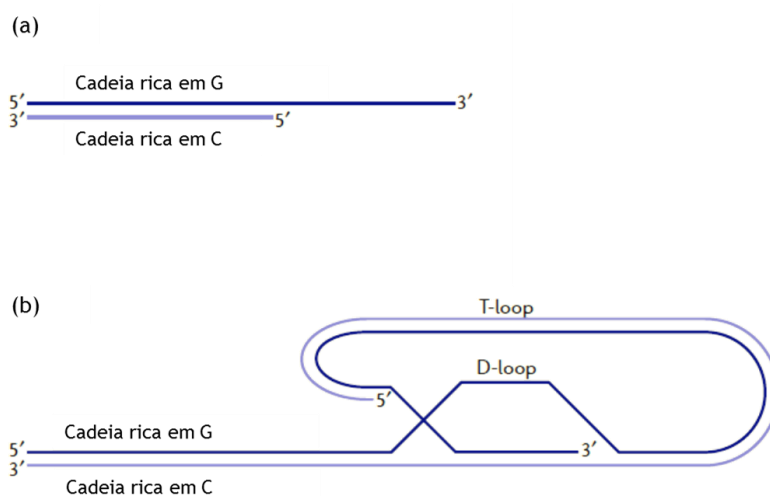 (a)
Cadeia rica em G
5′ 3′
3′ 5′
Cadeia rica em C
(b)
T-loop
D-loop
5′
Cadeia rica em G
5′ 3′
3′
Cadeia rica em C